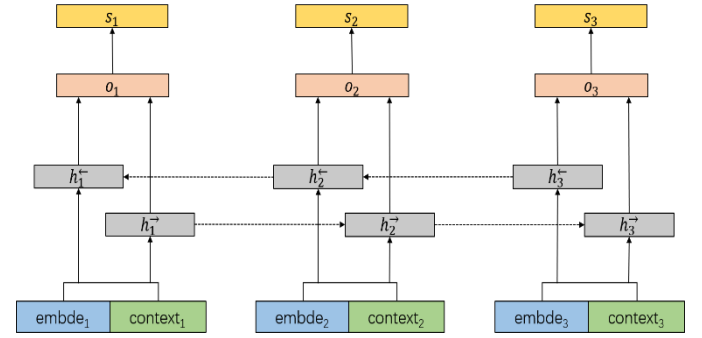 s₁ s₂ s₃
o₁ o₂ o₃
h₁← h₂← h₃←
h₁→ h₂→ h₃→
embde₁ context₁ embde₂ context₂ embde₃ context₃